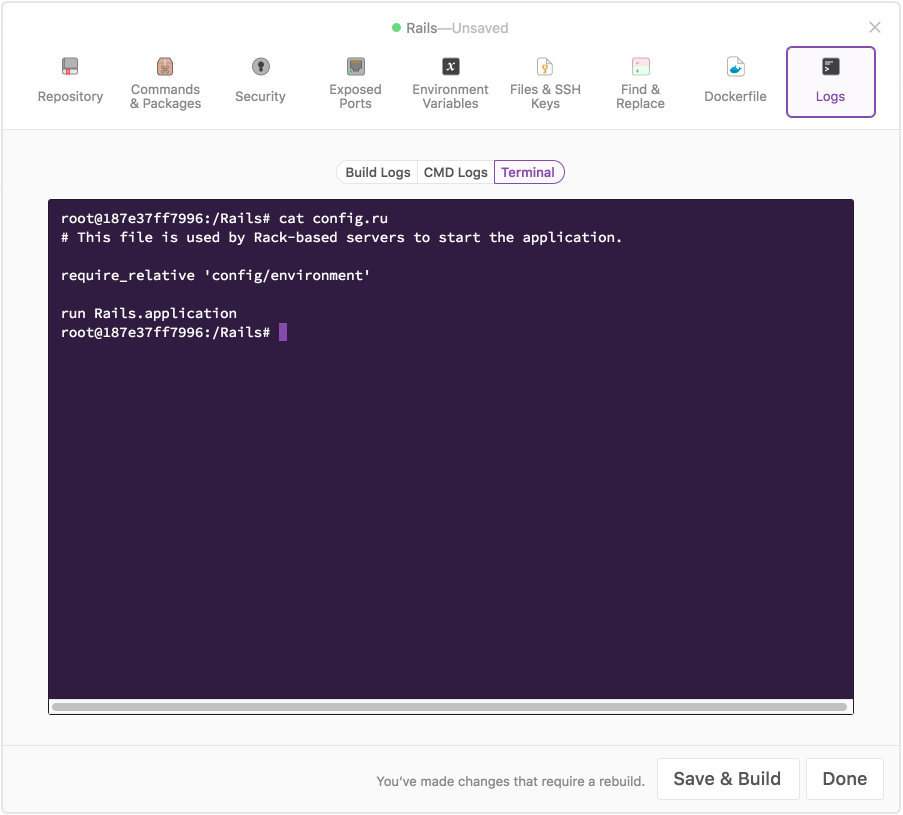 Rails—Unsaved
Repository
Commands
& Packages
Security
Exposed
Ports
Environment
Variables
Files & SSH
Keys
Find &
Replace
Dockerfile
Logs
Build Logs CMD Logs Terminal
root@187e37ff7996:/Rails# cat config.ru
# This file is used by Rack-based servers to start the application.
require_relative 'config/environment'
run Rails.application
root@187e37ff7996:/Rails#
You've made changes that require a rebuild. Save & Build Done